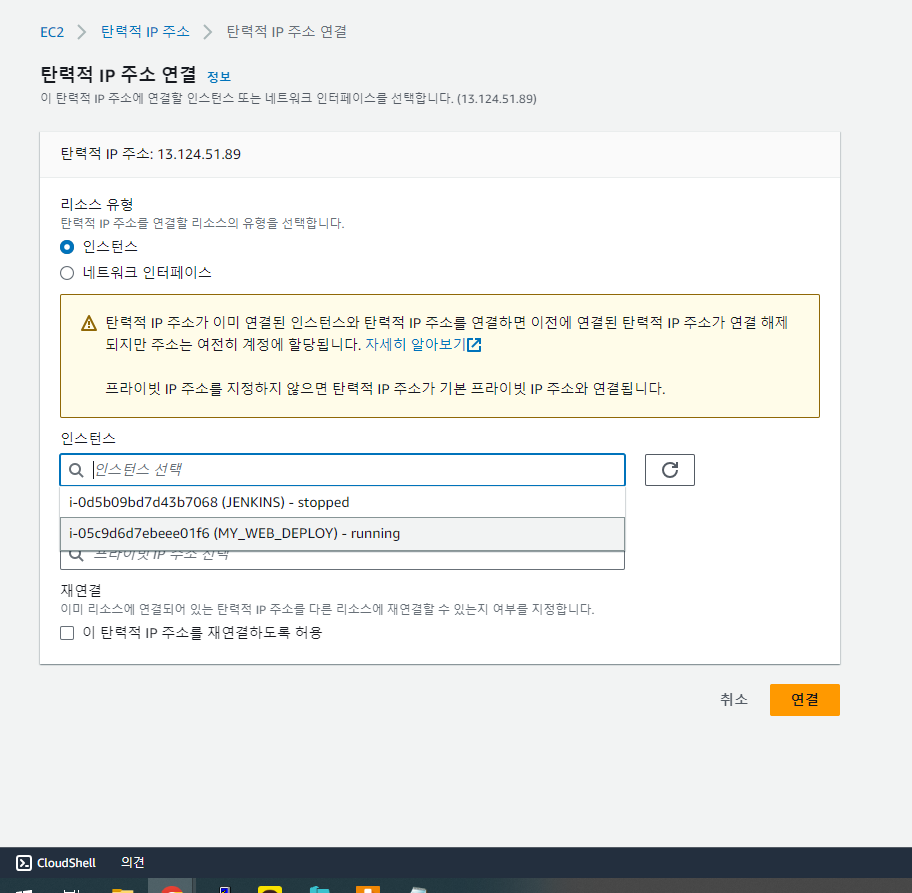 EC2 > 탄력적 IP 주소 > 탄력적 IP 주소 연결
탄력적 IP 주소 연결 정보
이 탄력적 IP 주소에 연결할 인스턴스 또는 네트워크 인터페이스를 선택합니다. (13.124.51.89)
탄력적 IP 주소: 13.124.51.89
리소스 유형
탄력적 IP 주소를 연결할 리소스의 유형을 선택합니다.
인스턴스
네트워크 인터페이스
탄력적 IP 주소가 이미 연결된 인스턴스와 탄력적 IP 주소를 연결하면 이전에 연결된 탄력적 IP 주소가 연결 해제
되지만 주소는 여전히 계정에 할당됩니다. 자세히 알아보기
프라이빗 IP 주소를 지정하지 않으면 탄력적 IP 주소가 기본 프라이빗 IP 주소와 연결됩니다.
인스턴스
인스턴스 선택
i-0d5b09bd7d43b7068 (JENKINS) - stopped
i-05c9d6d7ebeee01f6 (MY_WEB_DEPLOY) - running
프라이빗 IP 주소 선택
재연결
이미 리소스에 연결되어 있는 탄력적 IP 주소를 다른 리소스에 재연결할 수 있는지 여부를 지정합니다.
이 탄력적 IP 주소를 재연결하도록 허용
취소 연결
CloudShell 의견